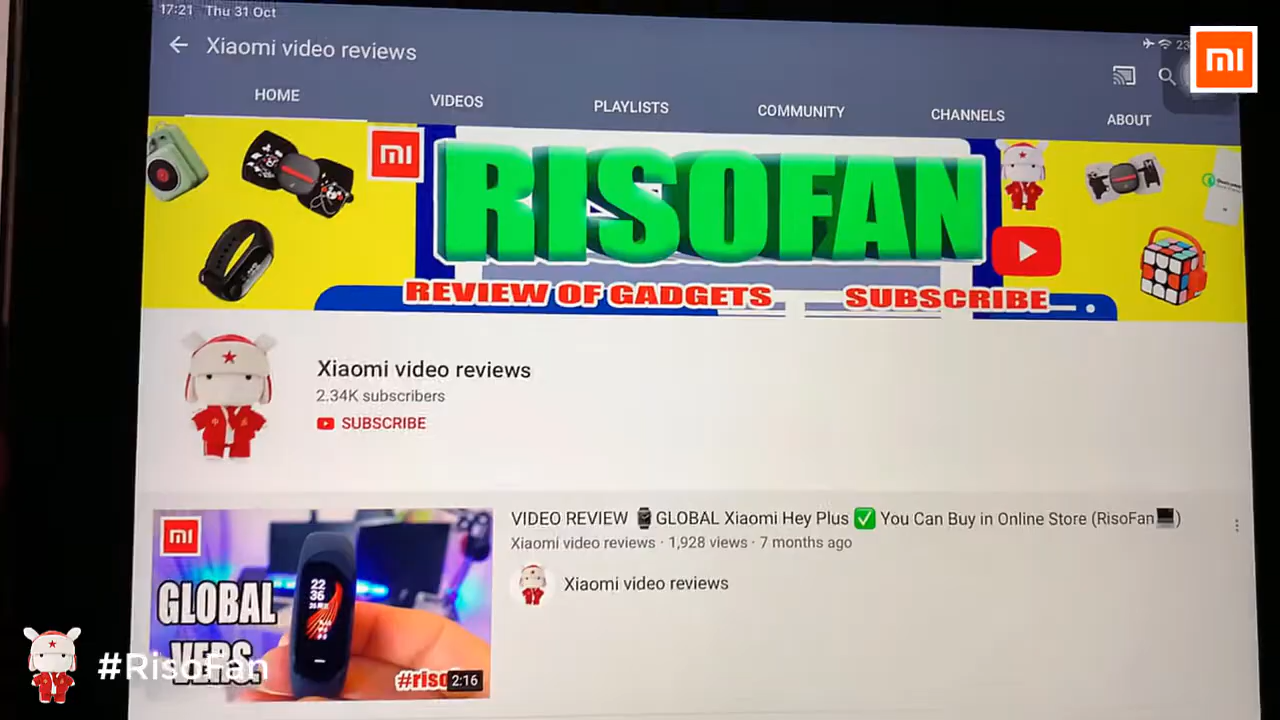 17:21 Thu 31 Oct
Xiaomi video reviews
HOME
VIDEOS
PLAYLISTS
COMMUNITY
CHANNELS
ABOUT
mi
RISOFAN
REVIEW OF GADGETS
SUBSCRIBE
Xiaomi video reviews
2.34K subscribers
SUBSCRIBE
mi
GLOBAL
VERS.
22
36
#riso
2:16
VIDEO REVIEW ⌚GLOBAL Xiaomi Hey Plus ✅ You Can Buy in Online Store (RisoFan💻)
Xiaomi video reviews · 1,928 views · 7 months ago
Xiaomi video reviews
#RisoFan
mi